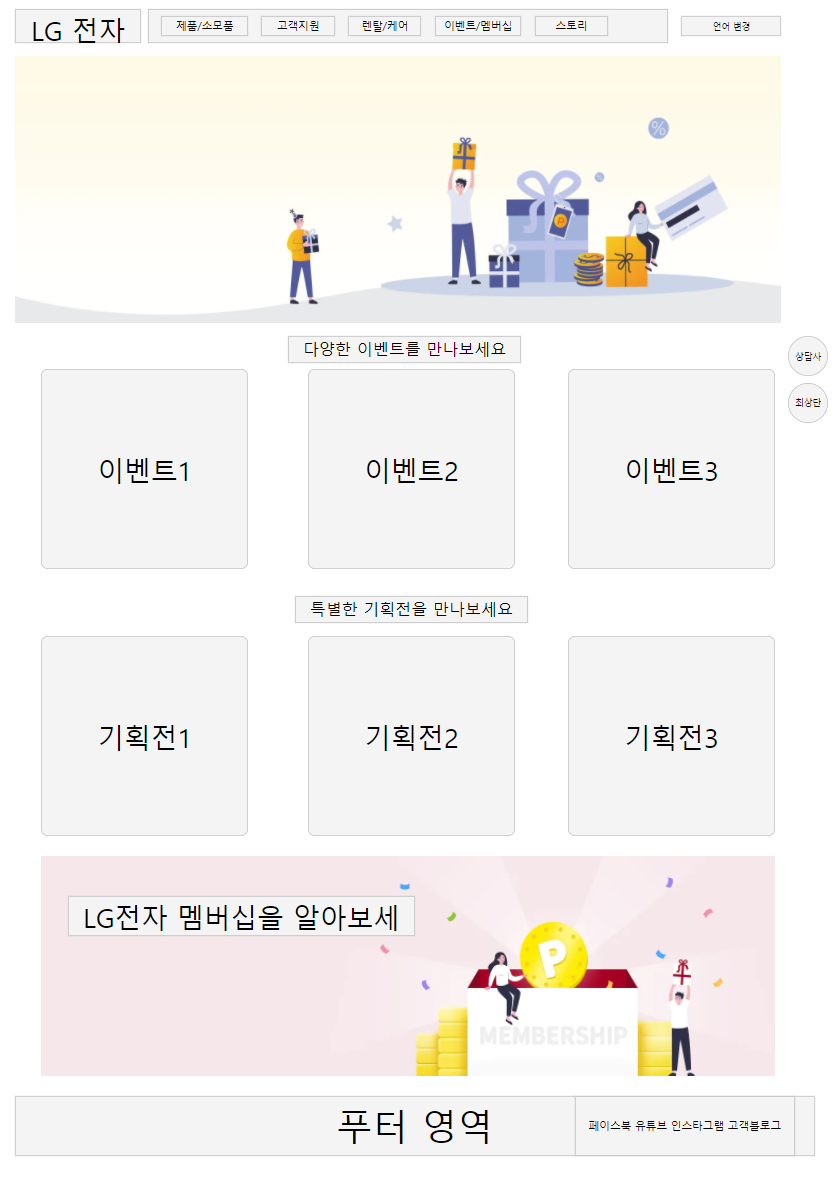 LG 전자
제품/소모품
고객지원
렌탈/케어
이벤트/멤버십
스토리
언어 변경
%
P
다양한 이벤트를 만나보세요
상담사
최상단
이벤트1
이벤트2
이벤트3
특별한 기획전을 만나보세요
기획전1
기획전2
기획전3
LG전자 멤버십을 알아보세
P
MEMBERSHIP
푸터 영역
페이스북 유튜브 인스타그램 고객블로그